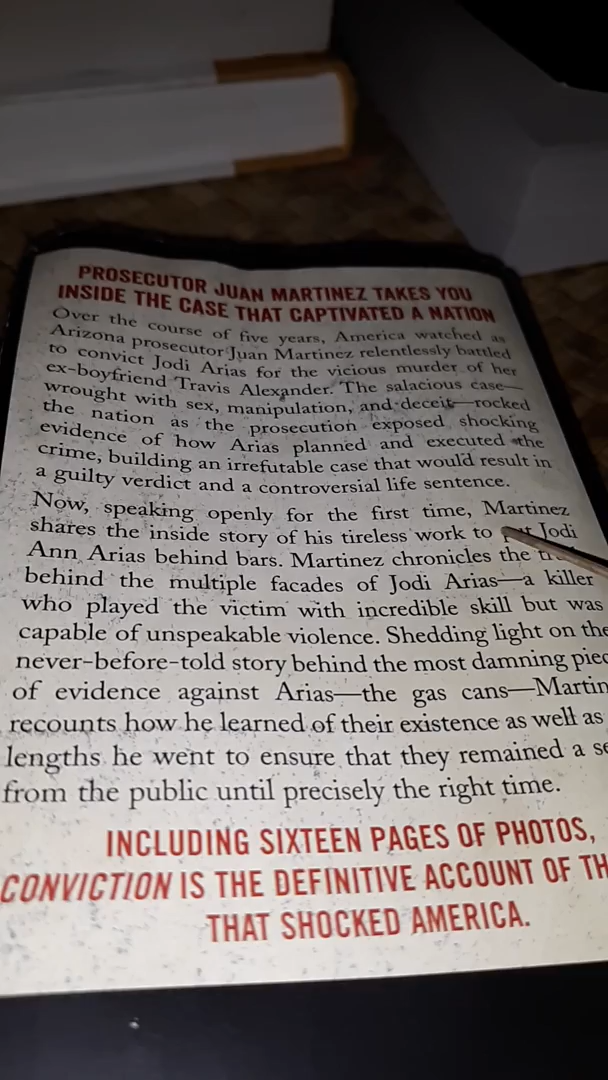 PROSECUTOR JUAN MARTINEZ TAKES YOU
INSIDE THE CASE THAT CAPTIVATED A NATION
Over the course of five years, America watched as
Arizona prosecutor Juan Martinez relentlessly battled
to convict Jodi Arias for the vicious murder of her
ex-boyfriend Travis Alexander. The salacious case—
wrought with sex, manipulation, and deceit—rocked
the nation as the prosecution exposed shocking
evidence of how Arias planned and executed the
crime, building an irrefutable case that would result in
a guilty verdict and a controversial life sentence.
Now, speaking openly for the first time, Martinez
shares the inside story of his tireless work to put Jodi
Ann Arias behind bars. Martinez chronicles the
behind the multiple facades of Jodi Arias—a killer
who played the victim with incredible skill but was
capable of unspeakable violence. Shedding light on the
never-before-told story behind the most damning piec
of evidence against Arias—the gas cans—Martin
recounts how he learned of their existence as well as
lengths he went to ensure that they remained a se
from the public until precisely the right time.
INCLUDING SIXTEEN PAGES OF PHOTOS,
CONVICTION IS THE DEFINITIVE ACCOUNT OF TH
THAT SHOCKED AMERICA.